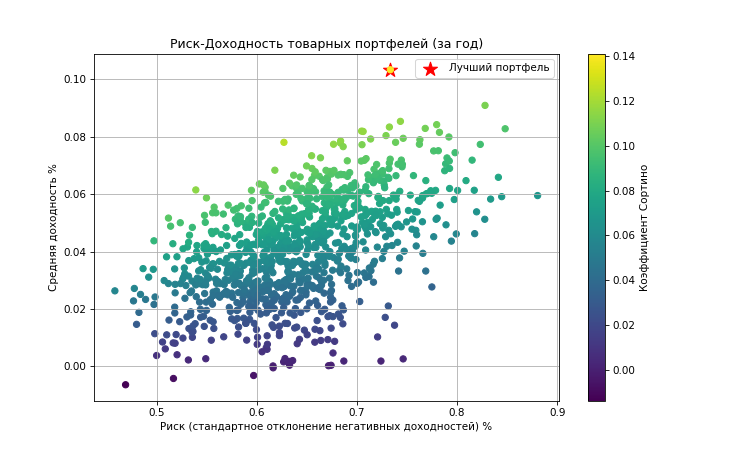 Риск-Доходность товарных портфелей (за год)
Лучший портфель
Средняя доходность %
0.10
0.08
0.06
0.04
0.02
0.00
0.5 0.6 0.7 0.8 0.9
Риск (стандартное отклонение негативных доходностей) %
0.14
0.12
0.10
0.08
0.06
0.04
0.02
0.00
Коэффициент Сортино